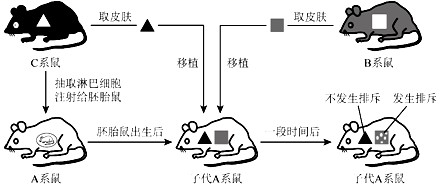 取皮肤
取皮肤
C系鼠
移植
移植
B系鼠
抽取淋巴细胞
注射给胚胎鼠
不发生排斥
发生排斥
胚胎鼠出生后
一段时间后
A系鼠
子代A系鼠
子代A系鼠